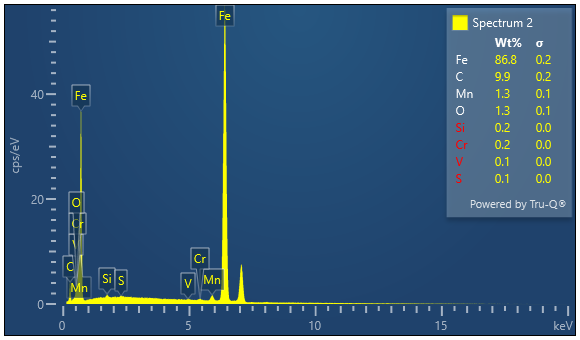 Fe
Spectrum 2
Wt% σ
Fe 86.8 0.2
C 9.9 0.2
Mn 1.3 0.1
O 1.3 0.1
Si 0.2 0.0
Cr 0.2 0.0
V 0.1 0.0
S 0.1 0.0
Powered by Tru-Q®
Fe
40
cps/eV
O
20
Cr
V
C
Mn
Si
S
V
Cr
Mn
0
0 5 10 15 keV